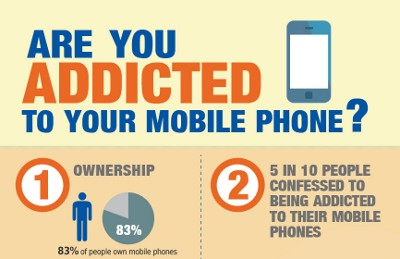 ARE YOU
ADDICTED
TO YOUR MOBILE PHONE?
1
OWNERSHIP
83%
83% of people own mobile phones
2
5 IN 10 PEOPLE
CONFESSED TO
BEING ADDICTED
TO THEIR MOBILE
PHONES